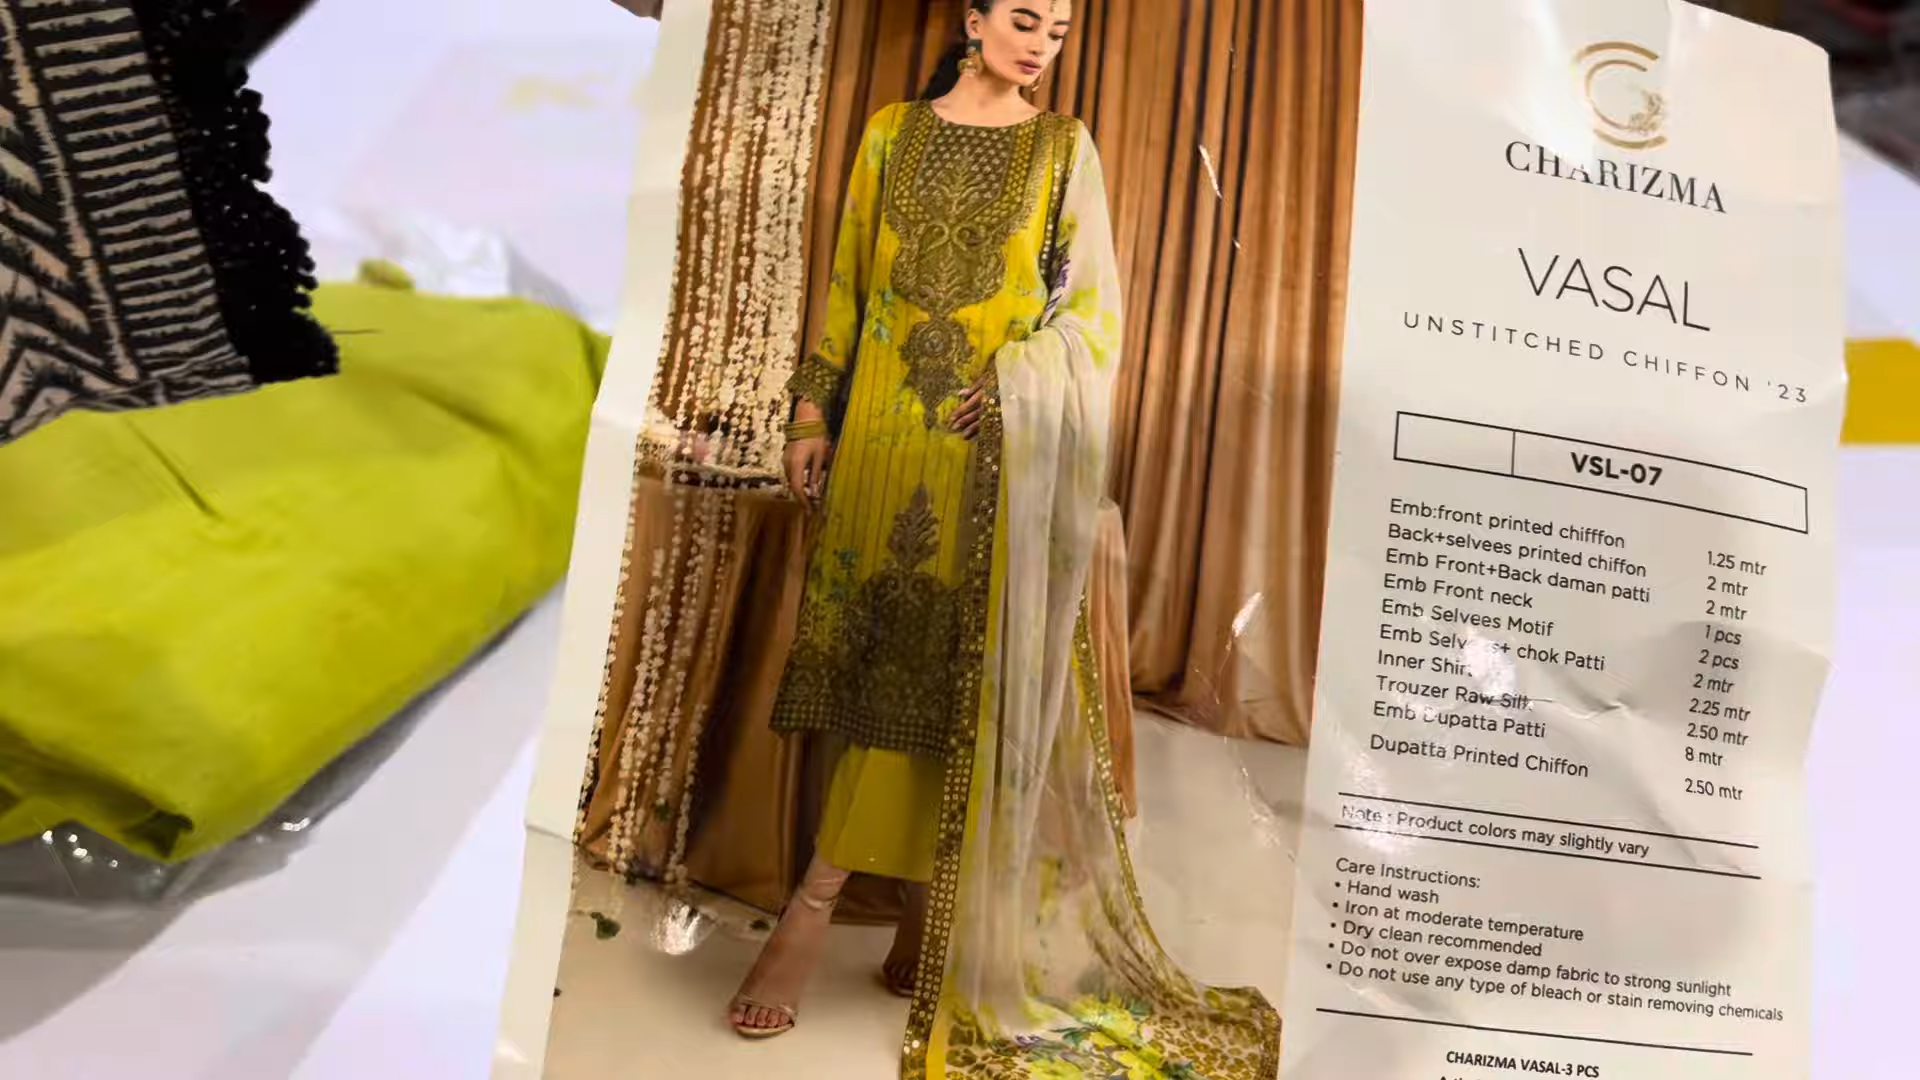 CHARIZMA
VASAL
UNSTITCHED CHIFFON '23
VSL-07
Emb:front printed chifffon 1.25 mtr
Back+selvees printed chiffon 2 mtr
Emb Front+Back daman patti 2 mtr
Emb Front neck 1 pcs
Emb Selvees Motif 2 pcs
Emb chok Patti 2 mtr
Inner 2.25 mtr
Trouzer Raw Silk 2.50 mtr
Emb Dupatta Patti 8 mtr
Dupatta Printed Chiffon 2.50 mtr
Note : Product colors may slightly vary
Care Instructions:
• Hand wash
• Iron at moderate temperature
• Dry clean recommended
• Do not over expose damp fabric to strong sunlight
• Do not use any type of bleach or stain removing chemicals
CHARIZMA VASAL-3 PCS